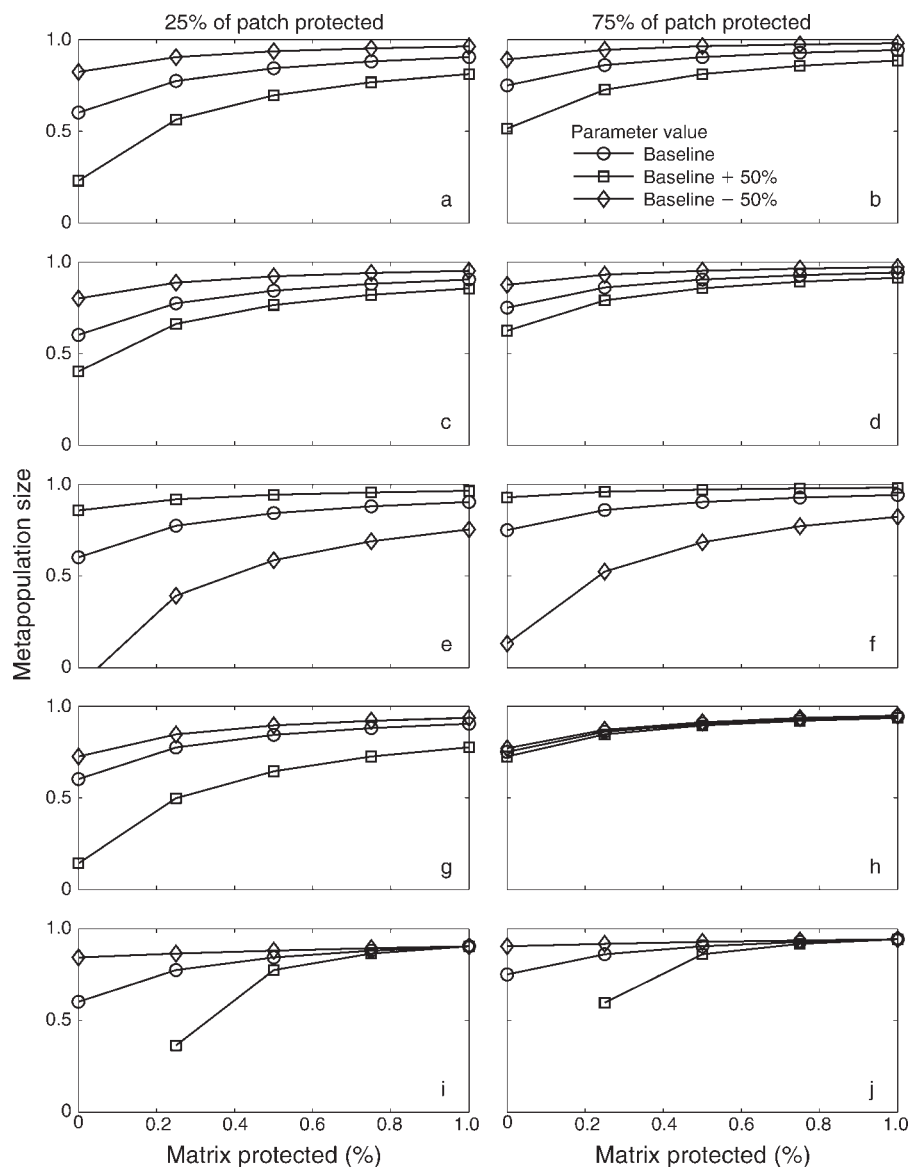 25% of patch protected
75% of patch protected
1.0
0.5
0
a
Parameter value
Baseline
Baseline + 50%
Baseline − 50%
b
1.0
0.5
0
c
d
Metapopulation size
1.0
0.5
0
e
f
1.0
0.5
0
g
h
1.0
0.5
0
i
j
0 0.2 0.4 0.6 0.8 1.0
0 0.2 0.4 0.6 0.8 1.0
Matrix protected (%)
Matrix protected (%)